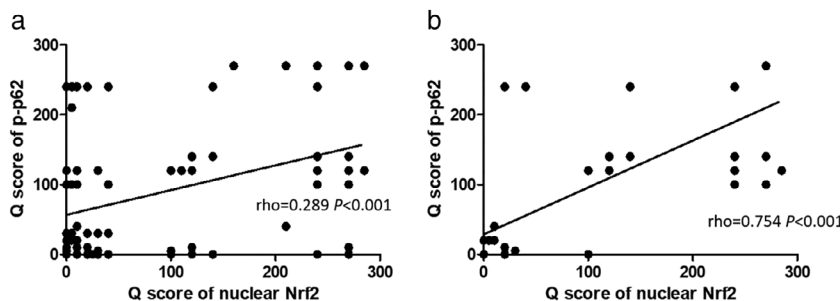 a
300
200
100
0
Q score of p-p62
rho=0.289 P<0.001
0 100 200 300
Q score of nuclear Nrf2
b
300
200
100
0
Q score of p-p62
rho=0.754 P<0.001
0 100 200 300
Q score of nuclear Nrf2